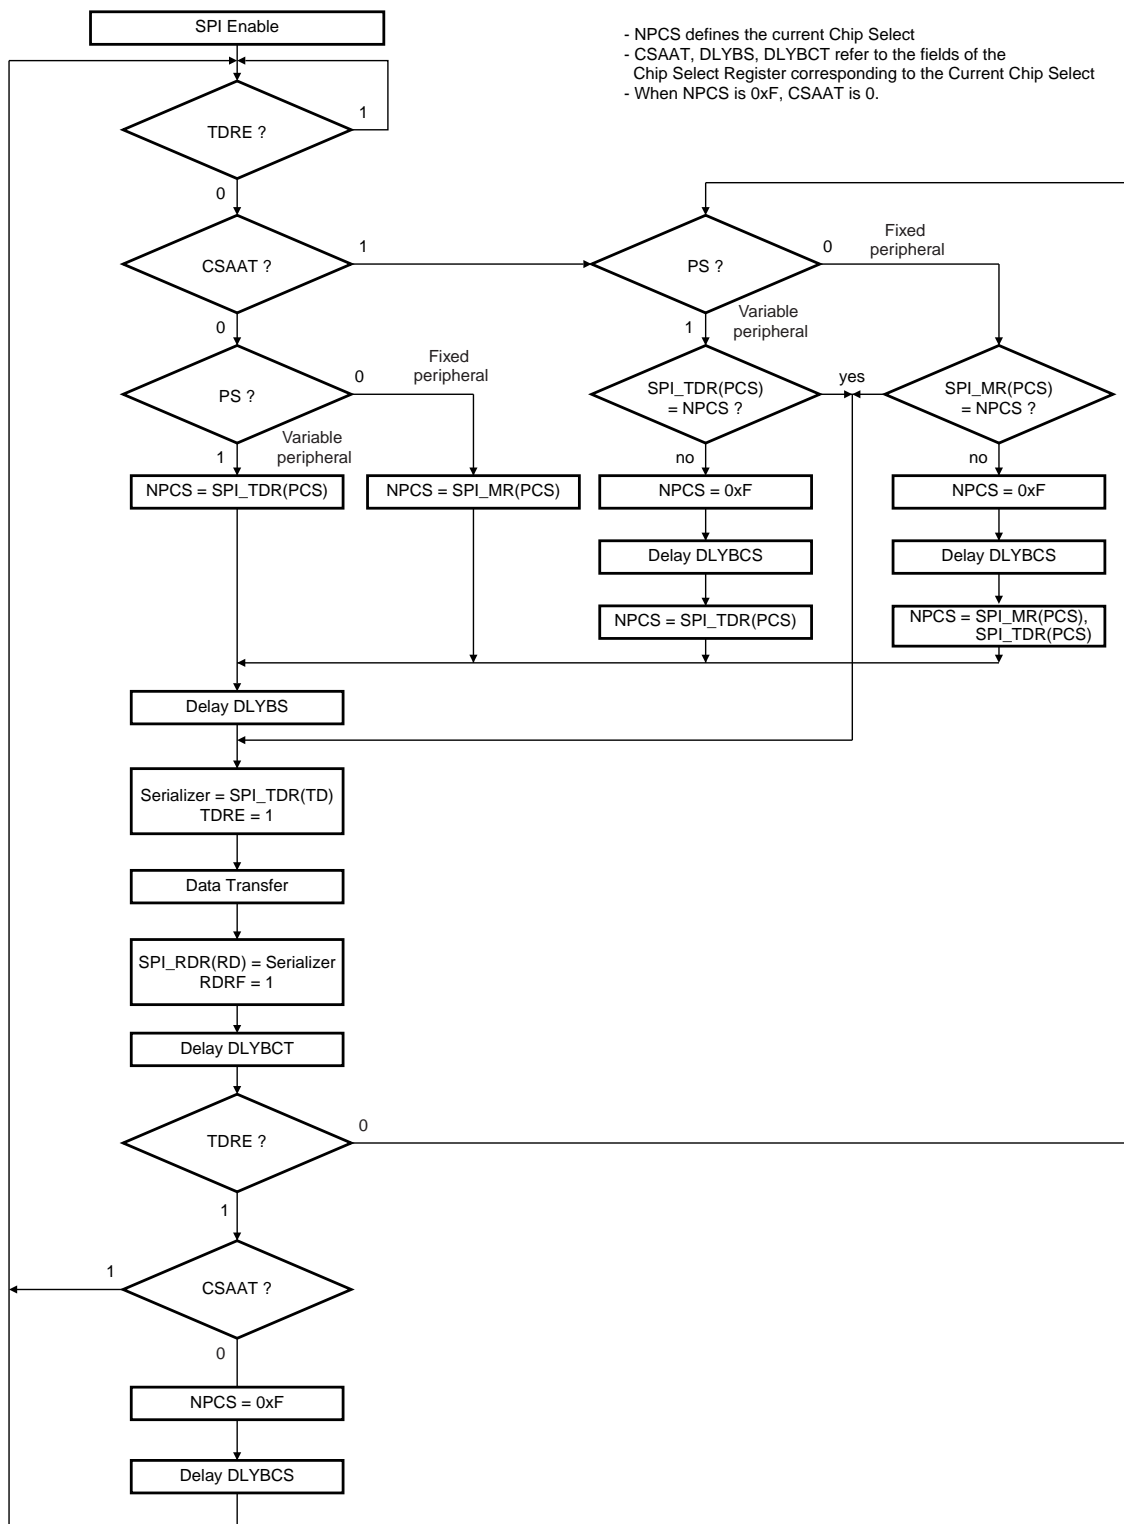 SPI Enable
- NPCS defines the current Chip Select
- CSAAT, DLYBS, DLYBCT refer to the fields of the
Chip Select Register corresponding to the Current Chip Select
- When NPCS is 0xF, CSAAT is 0.
1
TDRE ?
0
CSAAT ?
1
PS ?
0
Fixed
peripheral
0
1
Variable
peripheral
PS ?
0
Fixed
peripheral
SPI_TDR(PCS)
= NPCS ?
yes
SPI_MR(PCS)
= NPCS ?
1
Variable
peripheral
no
no
NPCS = SPI_TDR(PCS)
NPCS = SPI_MR(PCS)
NPCS = 0xF
NPCS = 0xF
Delay DLYBCS
Delay DLYBCS
NPCS = SPI_TDR(PCS)
NPCS = SPI_MR(PCS),
SPI_TDR(PCS)
Delay DLYBS
Serializer = SPI_TDR(TD)
TDRE = 1
Data Transfer
SPI_RDR(RD) = Serializer
RDRF = 1
Delay DLYBCT
TDRE ?
0
1
CSAAT ?
1
0
NPCS = 0xF
Delay DLYBCS